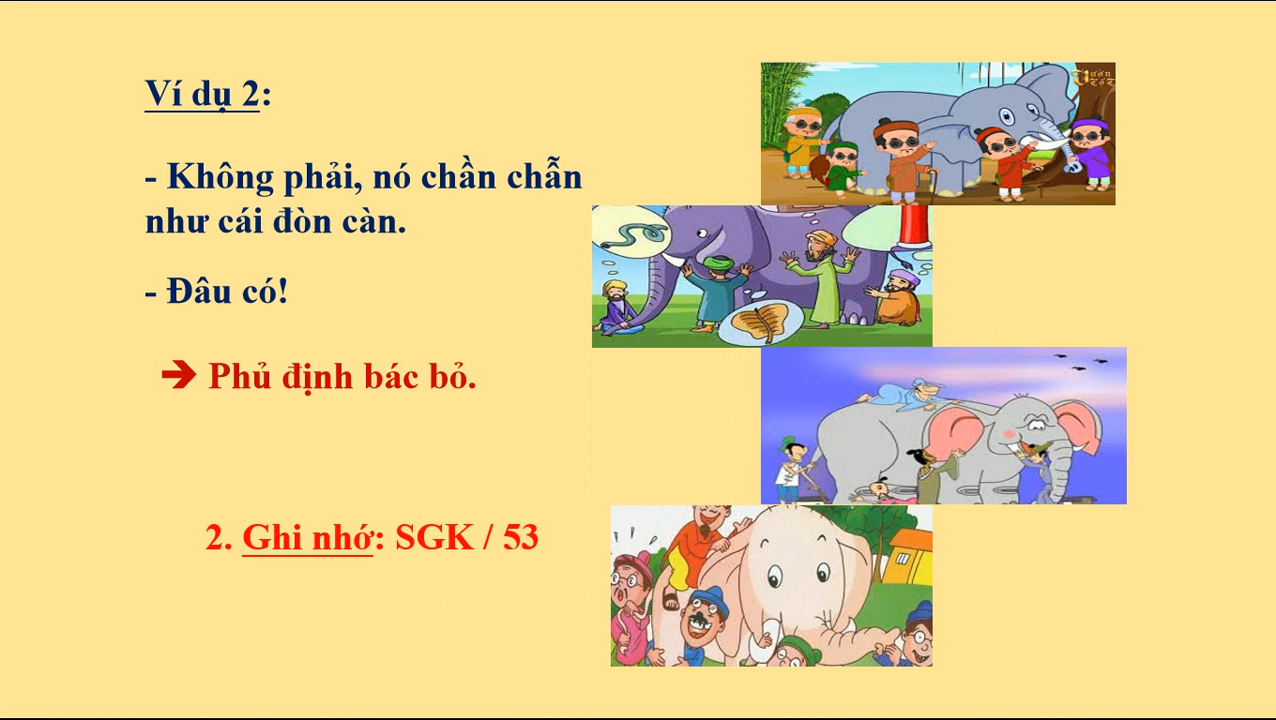 Ví dụ 2:
- Không phải, nó chần chẫn
như cái đòn càn.
- Đâu có!
➔ Phủ định bác bỏ.
2. Ghi nhớ: SGK / 53